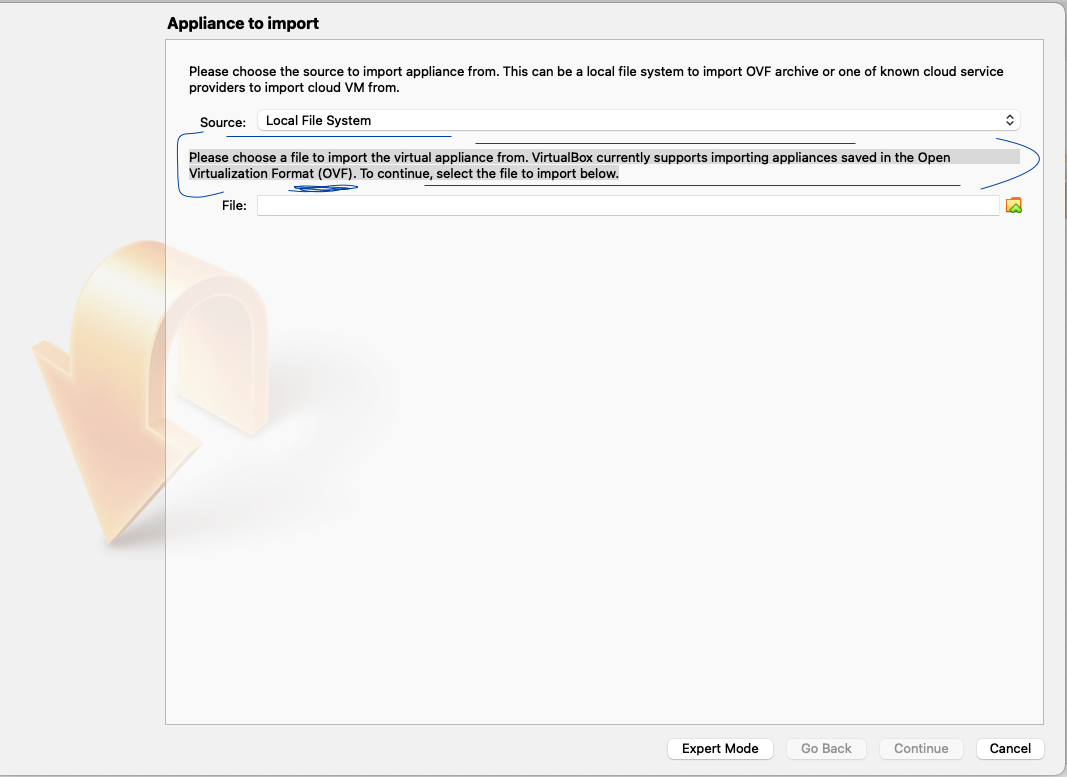 Appliance to import
Please choose the source to import appliance from. This can be a local file system to import OVF archive or one of known cloud service
providers to import cloud VM from.
Source: Local File System
Please choose a file to import the virtual appliance from. VirtualBox currently supports importing appliances saved in the Open
Virtualization Format (OVF). To continue, select the file to import below.
File:
Expert Mode Go Back Continue Cancel